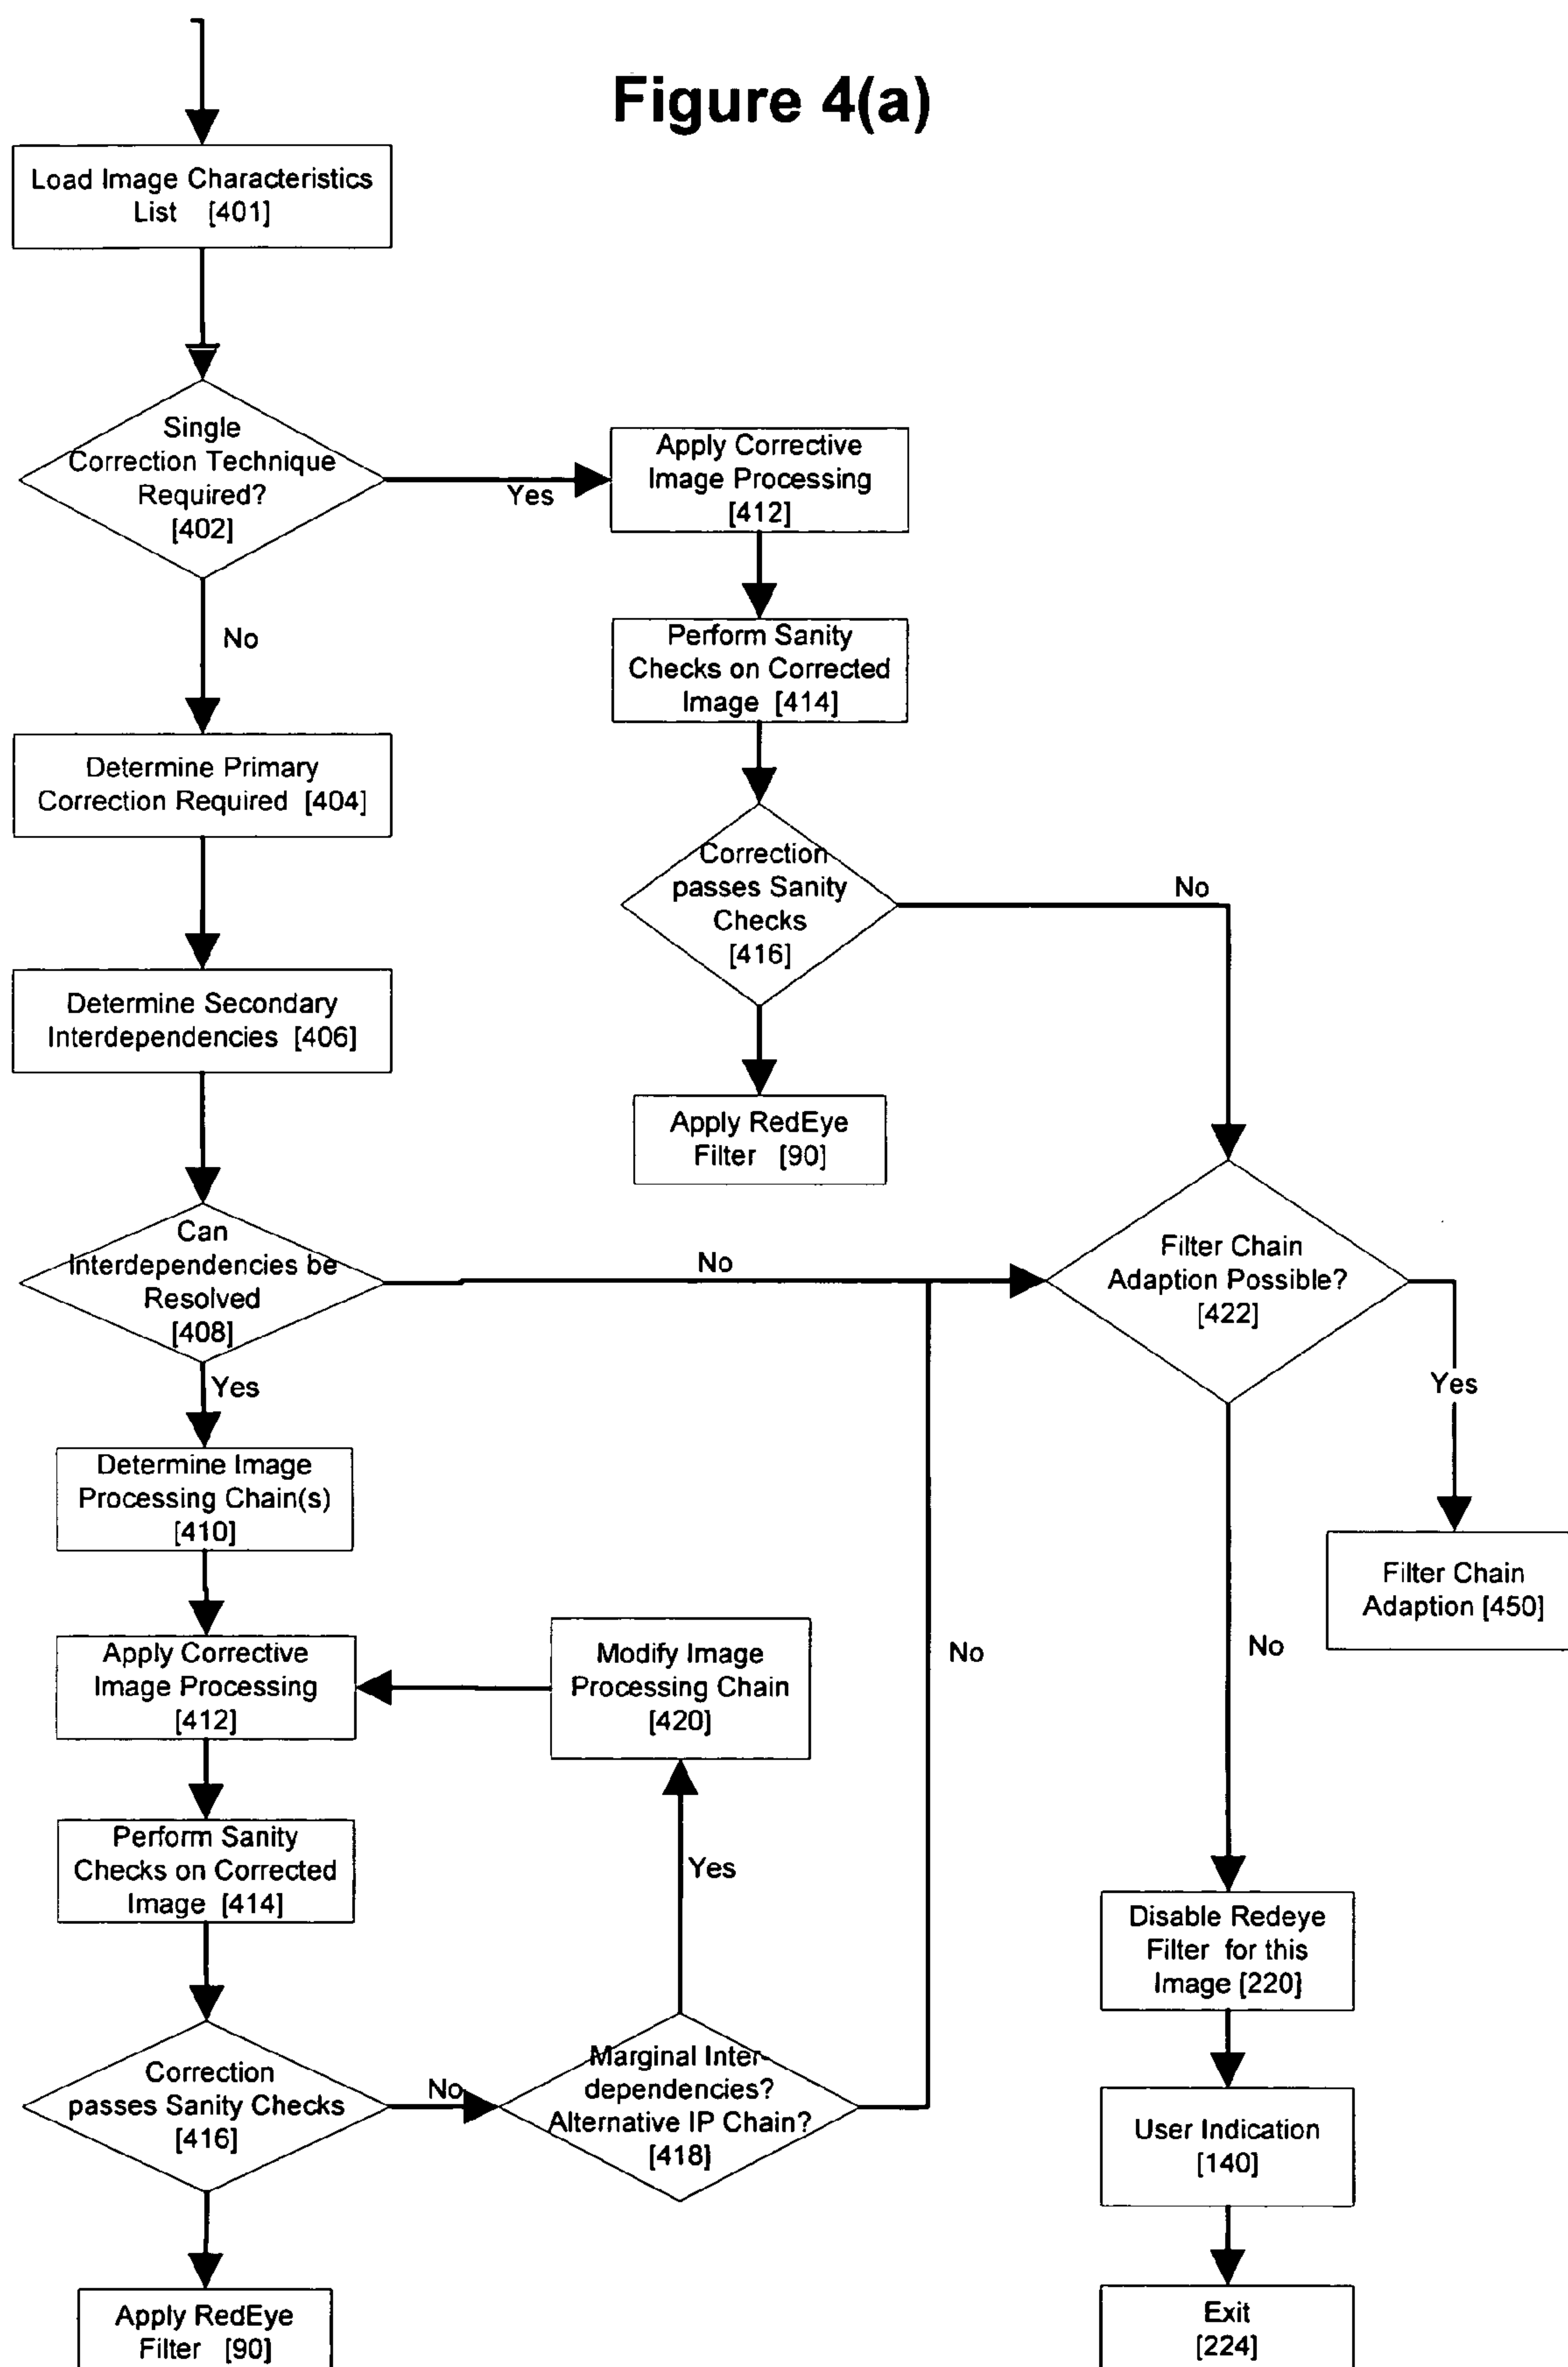 Figure 4(a)
Load Image Characteristics
List [401]
Single
Correction Technique
Required?
[402]
Yes
Apply Corrective
Image Processing
[412]
No
Perform Sanity
Checks on Corrected
Image [414]
Determine Primary
Correction Required [404]
Correction
passes Sanity
Checks
[416]
No
Determine Secondary
Interdependencies [406]
Apply RedEye
Filter [90]
Can
Interdependencies be
Resolved
[408]
No
Filter Chain
Adaption Possible?
[422]
Yes
Yes
Determine Image
Processing Chain(s)
[410]
Filter Chain
Adaption [450]
Apply Corrective
Image Processing
[412]
Modify Image
Processing Chain
[420]
No
No
Perform Sanity
Checks on Corrected
Image [414]
Yes
Disable Redeye
Filter for this
Image [220]
Correction
passes Sanity Checks
[416]
No
Marginal Inter-
dependencies?
Alternative IP Chain?
[418]
User Indication
[140]
Apply RedEye
Filter [90]
Exit
[224]